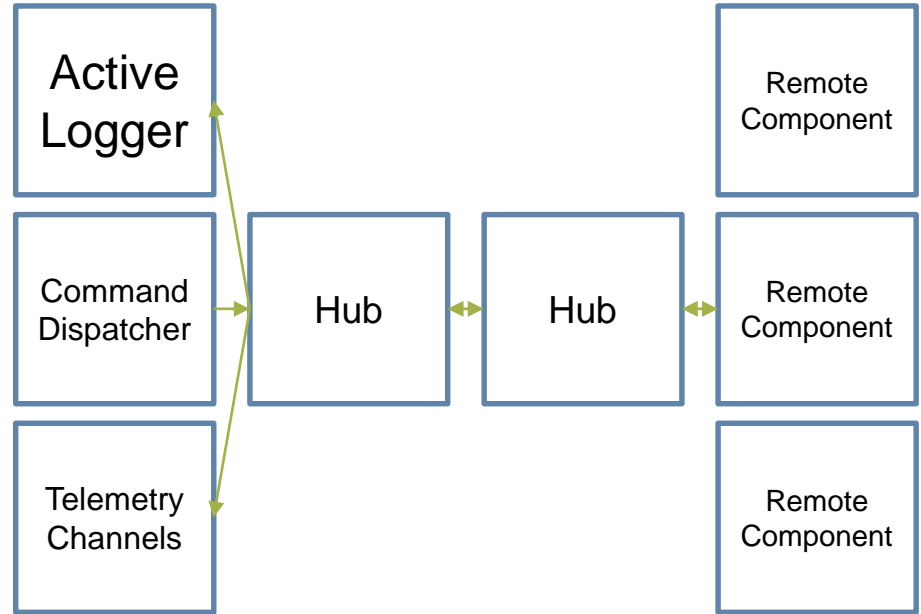 Active
Logger
Remote
Component
Command
Dispatcher
Hub
Hub
Remote
Component
Telemetry
Channels
Remote
Component